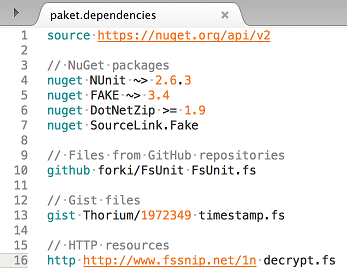 paket.dependencies ×
1 source https://nuget.org/api/v2
2
3 // NuGet packages
4 nuget NUnit ~> 2.6.3
5 nuget FAKE ~> 3.4
6 nuget DotNetZip >= 1.9
7 nuget SourceLink.Fake
8
9 // Files from GitHub repositories
10 github forki/FsUnit FsUnit.fs
11
12 // Gist files
13 gist Thorium/1972349 timestamp.fs
14
15 // HTTP resources
16 http http://www.fssnip.net/1n decrypt.fs